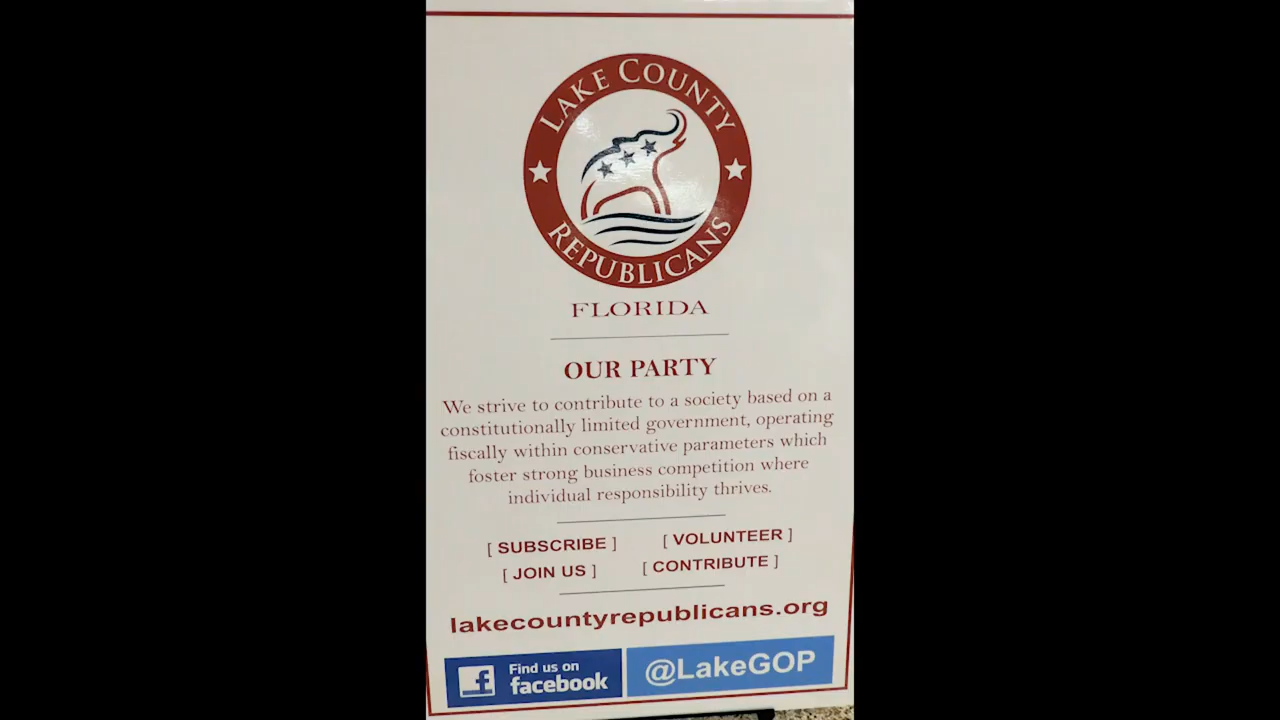 LAKE COUNTY
REPUBLICANS
FLORIDA
OUR PARTY
We strive to contribute to a society based on a
constitutionally limited government, operating
fiscally within conservative parameters which
foster strong business competition where
individual responsibility thrives.
[ SUBSCRIBE ] [ VOLUNTEER ]
[ JOIN US ] [ CONTRIBUTE ]
lakecountyrepublicans.org
f Find us on
facebook
@LakeGOP